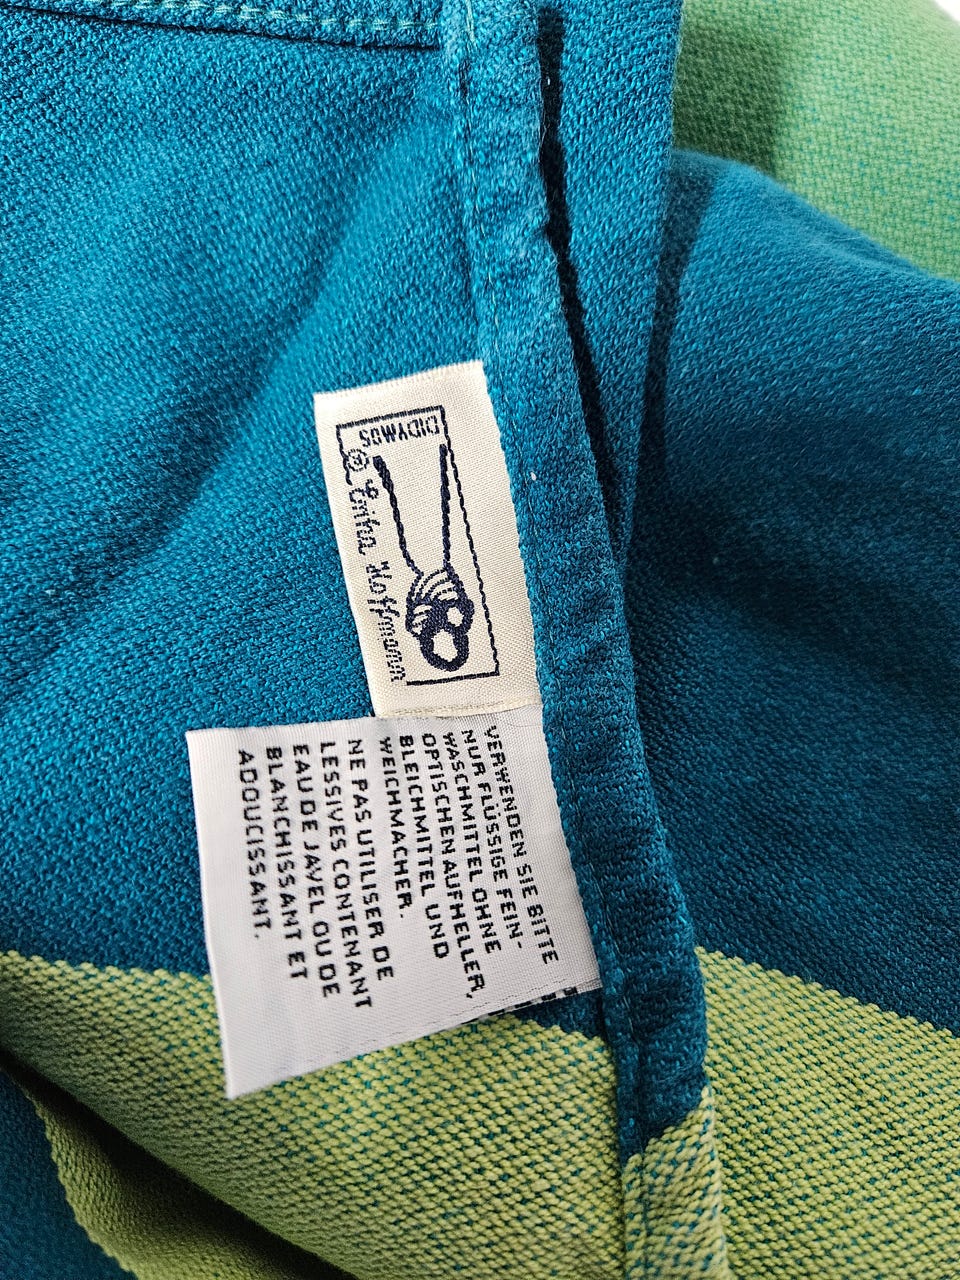 DIDYMOS
® Erika Hoffmann
VERWENDEN SIE BITTE
NUR FLÜSSIGE FEIN-
WASCHMITTEL OHNE
OPTISCHEN AUFHELLER,
BLEICHMITTEL UND
WEICHMACHER.
NE PAS UTILISER DE
LESSIVES CONTENANT
EAU DE JAVEL OU DE
BLANCHISSANT ET
ADOUCISSANT.